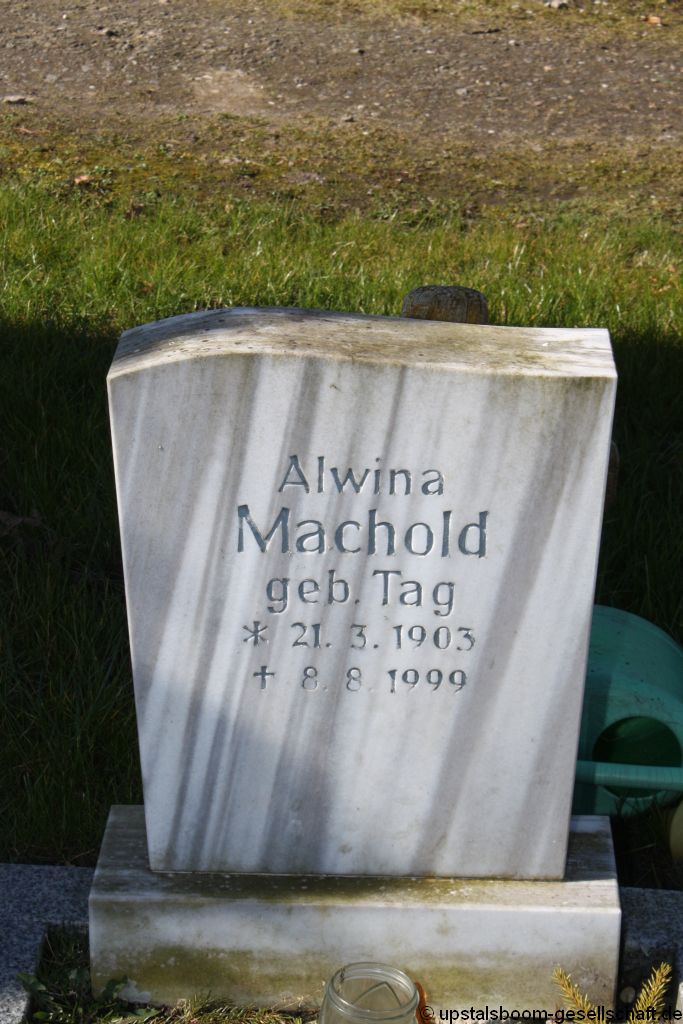 Alwina
Machold
geb. Tag
* 21. 3. 1903
† 8. 8. 1999
© upstalsboom-gesellschaft.de